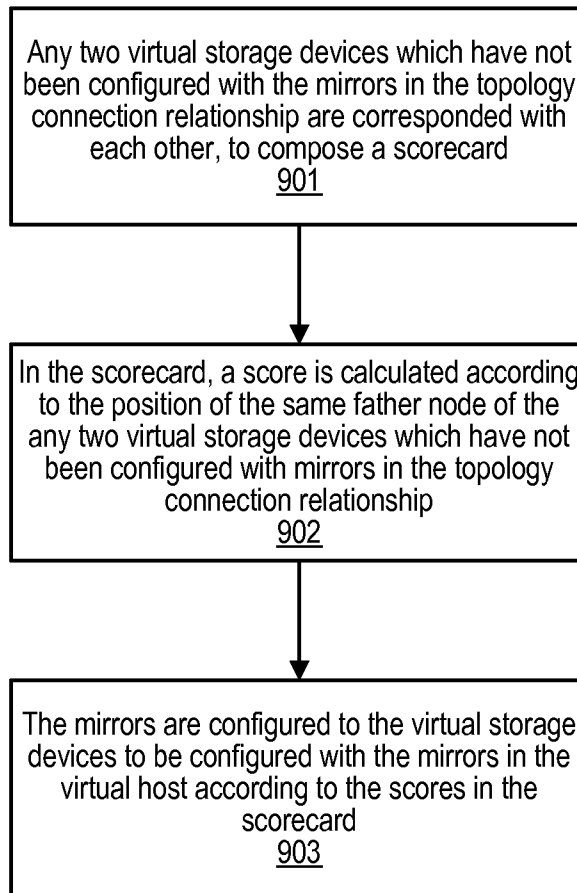 Any two virtual storage devices which have not
been configured with the mirrors in the topology
connection relationship are corresponded with
each other, to compose a scorecard
901
In the scorecard, a score is calculated according
to the position of the same father node of the
any two virtual storage devices which have not
been configured with mirrors in the topology
connection relationship
902
The mirrors are configured to the virtual storage
devices to be configured with the mirrors in the
virtual host according to the scores in the
scorecard
903